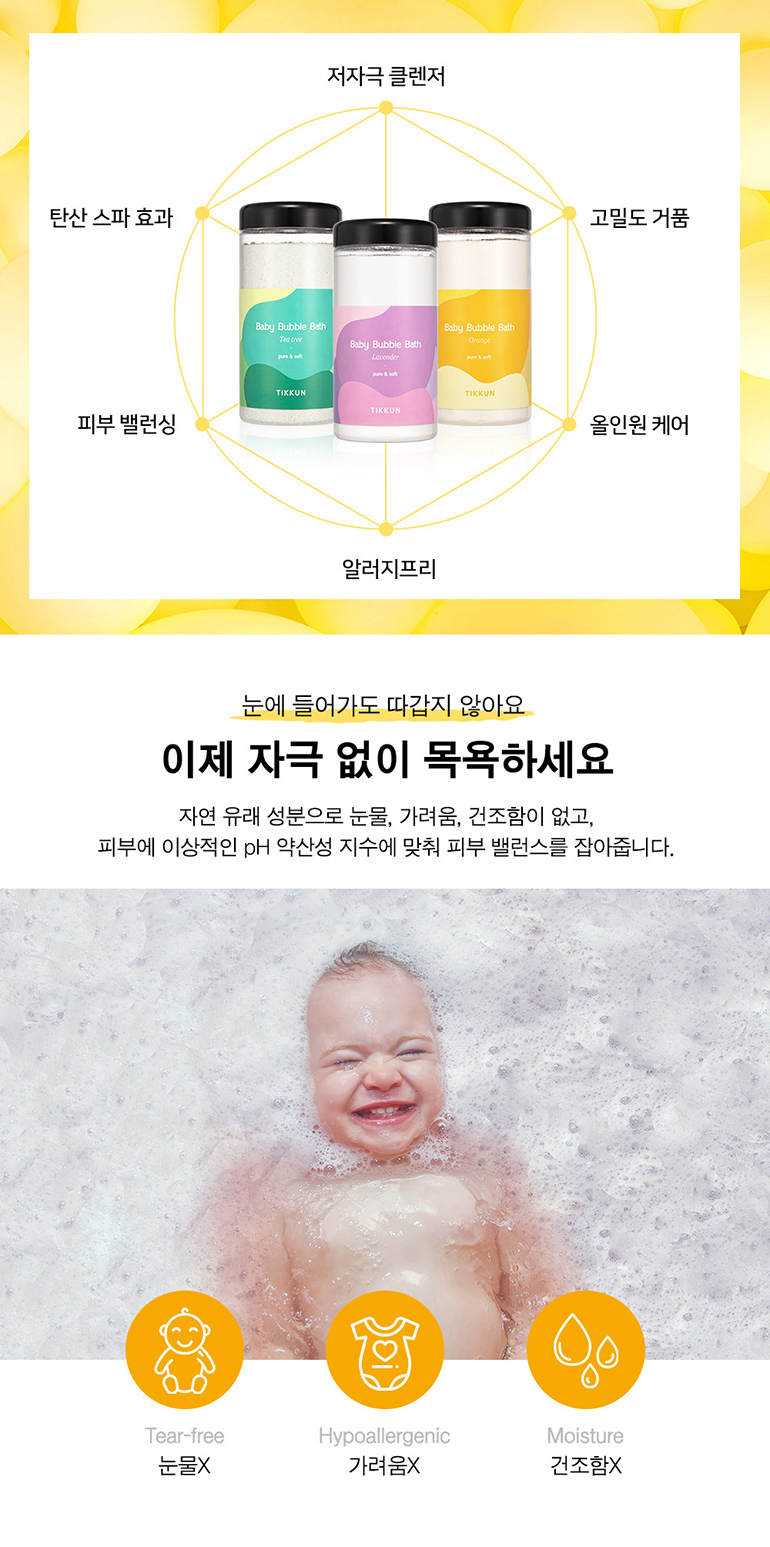 저자극 클렌저
탄산 스파 효과
고밀도 거품
Baby Bubble Bath
Tea tree
pure & soft
TIKKUN
Baby Bubble Bath
Lavender
pure & soft
TIKKUN
Baby Bubble Bath
Orange
pure & soft
TIKKUN
피부 밸런싱
올인원 케어
알러지프리
눈에 들어가도 따갑지 않아요
이제 자극 없이 목욕하세요
자연 유래 성분으로 눈물, 가려움, 건조함이 없고,
피부에 이상적인 pH 약산성 지수에 맞춰 피부 밸런스를 잡아줍니다.
Tear-free
눈물X
Hypoallergenic
가려움X
Moisture
건조함X